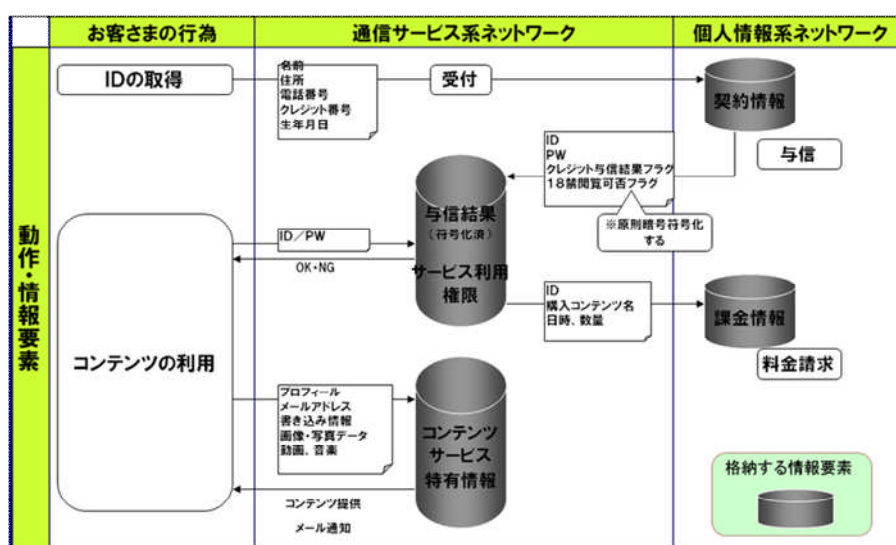 お客さまの行為
通信サービス系ネットワーク
個人情報系ネットワーク
動作・情報要素
IDの取得
名前
住所
電話番号
クレジット番号
生年月日
受付
契約情報
与信
ID
PW
クレジット与信結果フラグ
18禁閲覧可否フラグ
※原則暗号符号化
する
与信結果
(符号化済)
サービス利用
権限
ID/PW
OK・NG
コンテンツの利用
ID
購入コンテンツ名
日時、数量
課金情報
料金請求
プロフィール
メールアドレス
書き込み情報
画像・写真データ
動画、音楽
コンテンツ
サービス
特有情報
コンテンツ提供
メール通知
格納する情報要素